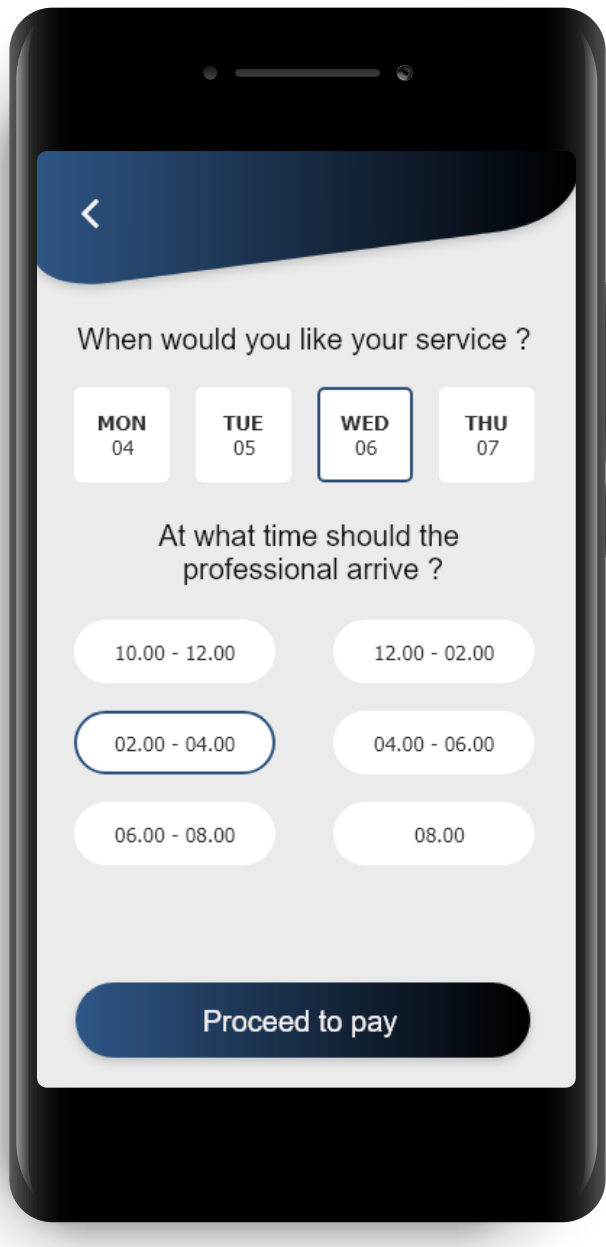 When would you like your service ?
MON TUE WED THU
04 05 06 07
At what time should the
professional arrive ?
10.00 - 12.00 12.00 - 02.00
02.00 - 04.00 04.00 - 06.00
06.00 - 08.00 08.00
Proceed to pay